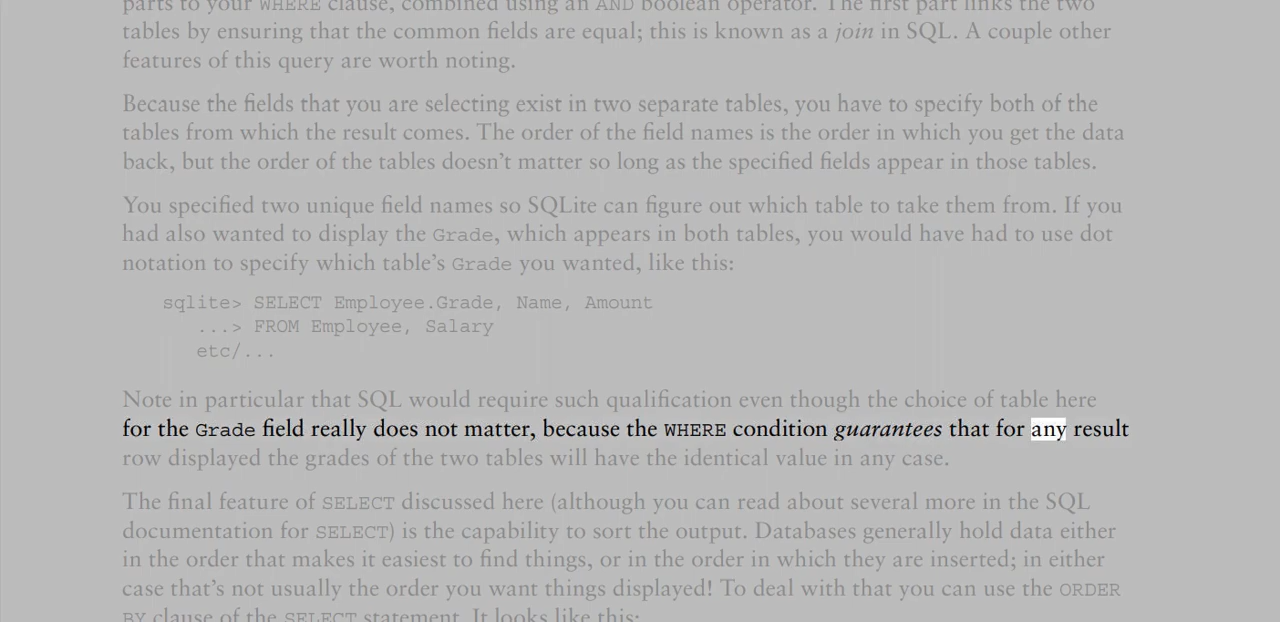 parts to your WHERE clause, combined using an AND boolean operator. The first part links the two
tables by ensuring that the common fields are equal; this is known as a join in SQL. A couple other
features of this query are worth noting.
Because the fields that you are selecting exist in two separate tables, you have to specify both of the
tables from which the result comes. The order of the field names is the order in which you get the data
back, but the order of the tables doesn’t matter so long as the specified fields appear in those tables.
You specified two unique field names so SQLite can figure out which table to take them from. If you
had also wanted to display the Grade, which appears in both tables, you would have had to use dot
notation to specify which table’s Grade you wanted, like this:
sqlite> SELECT Employee.Grade, Name, Amount
...> FROM Employee, Salary
etc/...
Note in particular that SQL would require such qualification even though the choice of table here
for the Grade field really does not matter, because the WHERE condition guarantees that for any result
row displayed the grades of the two tables will have the identical value in any case.
The final feature of SELECT discussed here (although you can read about several more in the SQL
documentation for SELECT) is the capability to sort the output. Databases generally hold data either
in the order that makes it easiest to find things, or in the order in which they are inserted; in either
case that’s not usually the order you want things displayed! To deal with that you can use the ORDER
BY clause of the SELECT statement. It looks like this: